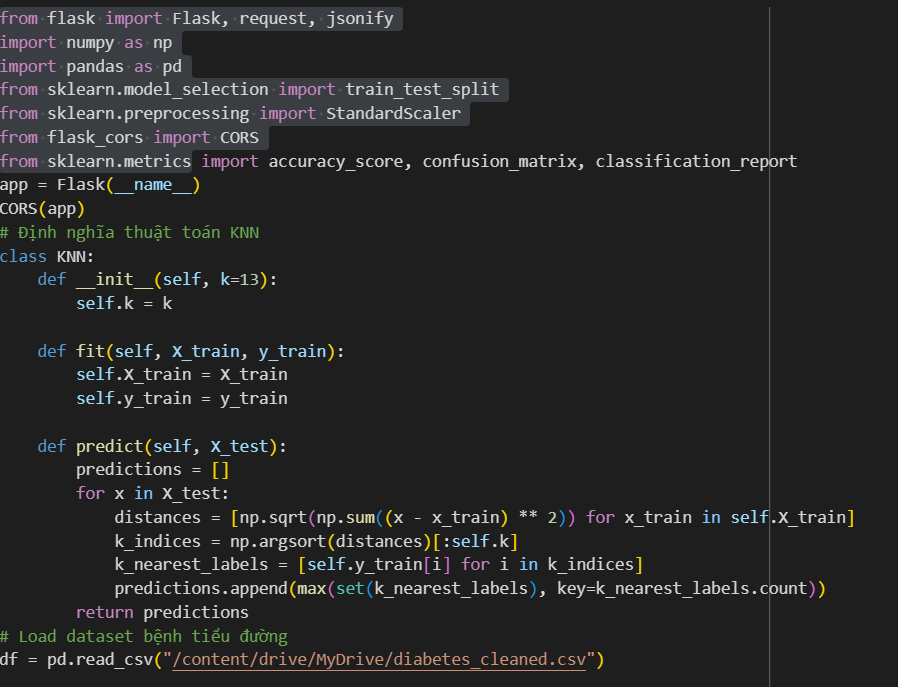 from flask import Flask, request, jsonify
import numpy as np
import pandas as pd
from sklearn.model_selection import train_test_split
from sklearn.preprocessing import StandardScaler
from flask_cors import CORS
from sklearn.metrics import accuracy_score, confusion_matrix, classification_report
app = Flask(__name__)
CORS(app)
# Định nghĩa thuật toán KNN
class KNN:
    def __init__(self, k=13):
        self.k = k

    def fit(self, X_train, y_train):
        self.X_train = X_train
        self.y_train = y_train

    def predict(self, X_test):
        predictions = []
        for x in X_test:
            distances = [np.sqrt(np.sum((x - x_train) ** 2)) for x_train in self.X_train]
            k_indices = np.argsort(distances)[:self.k]
            k_nearest_labels = [self.y_train[i] for i in k_indices]
            predictions.append(max(set(k_nearest_labels), key=k_nearest_labels.count))
        return predictions
# Load dataset bệnh tiểu đường
df = pd.read_csv("/content/drive/MyDrive/diabetes_cleaned.csv")